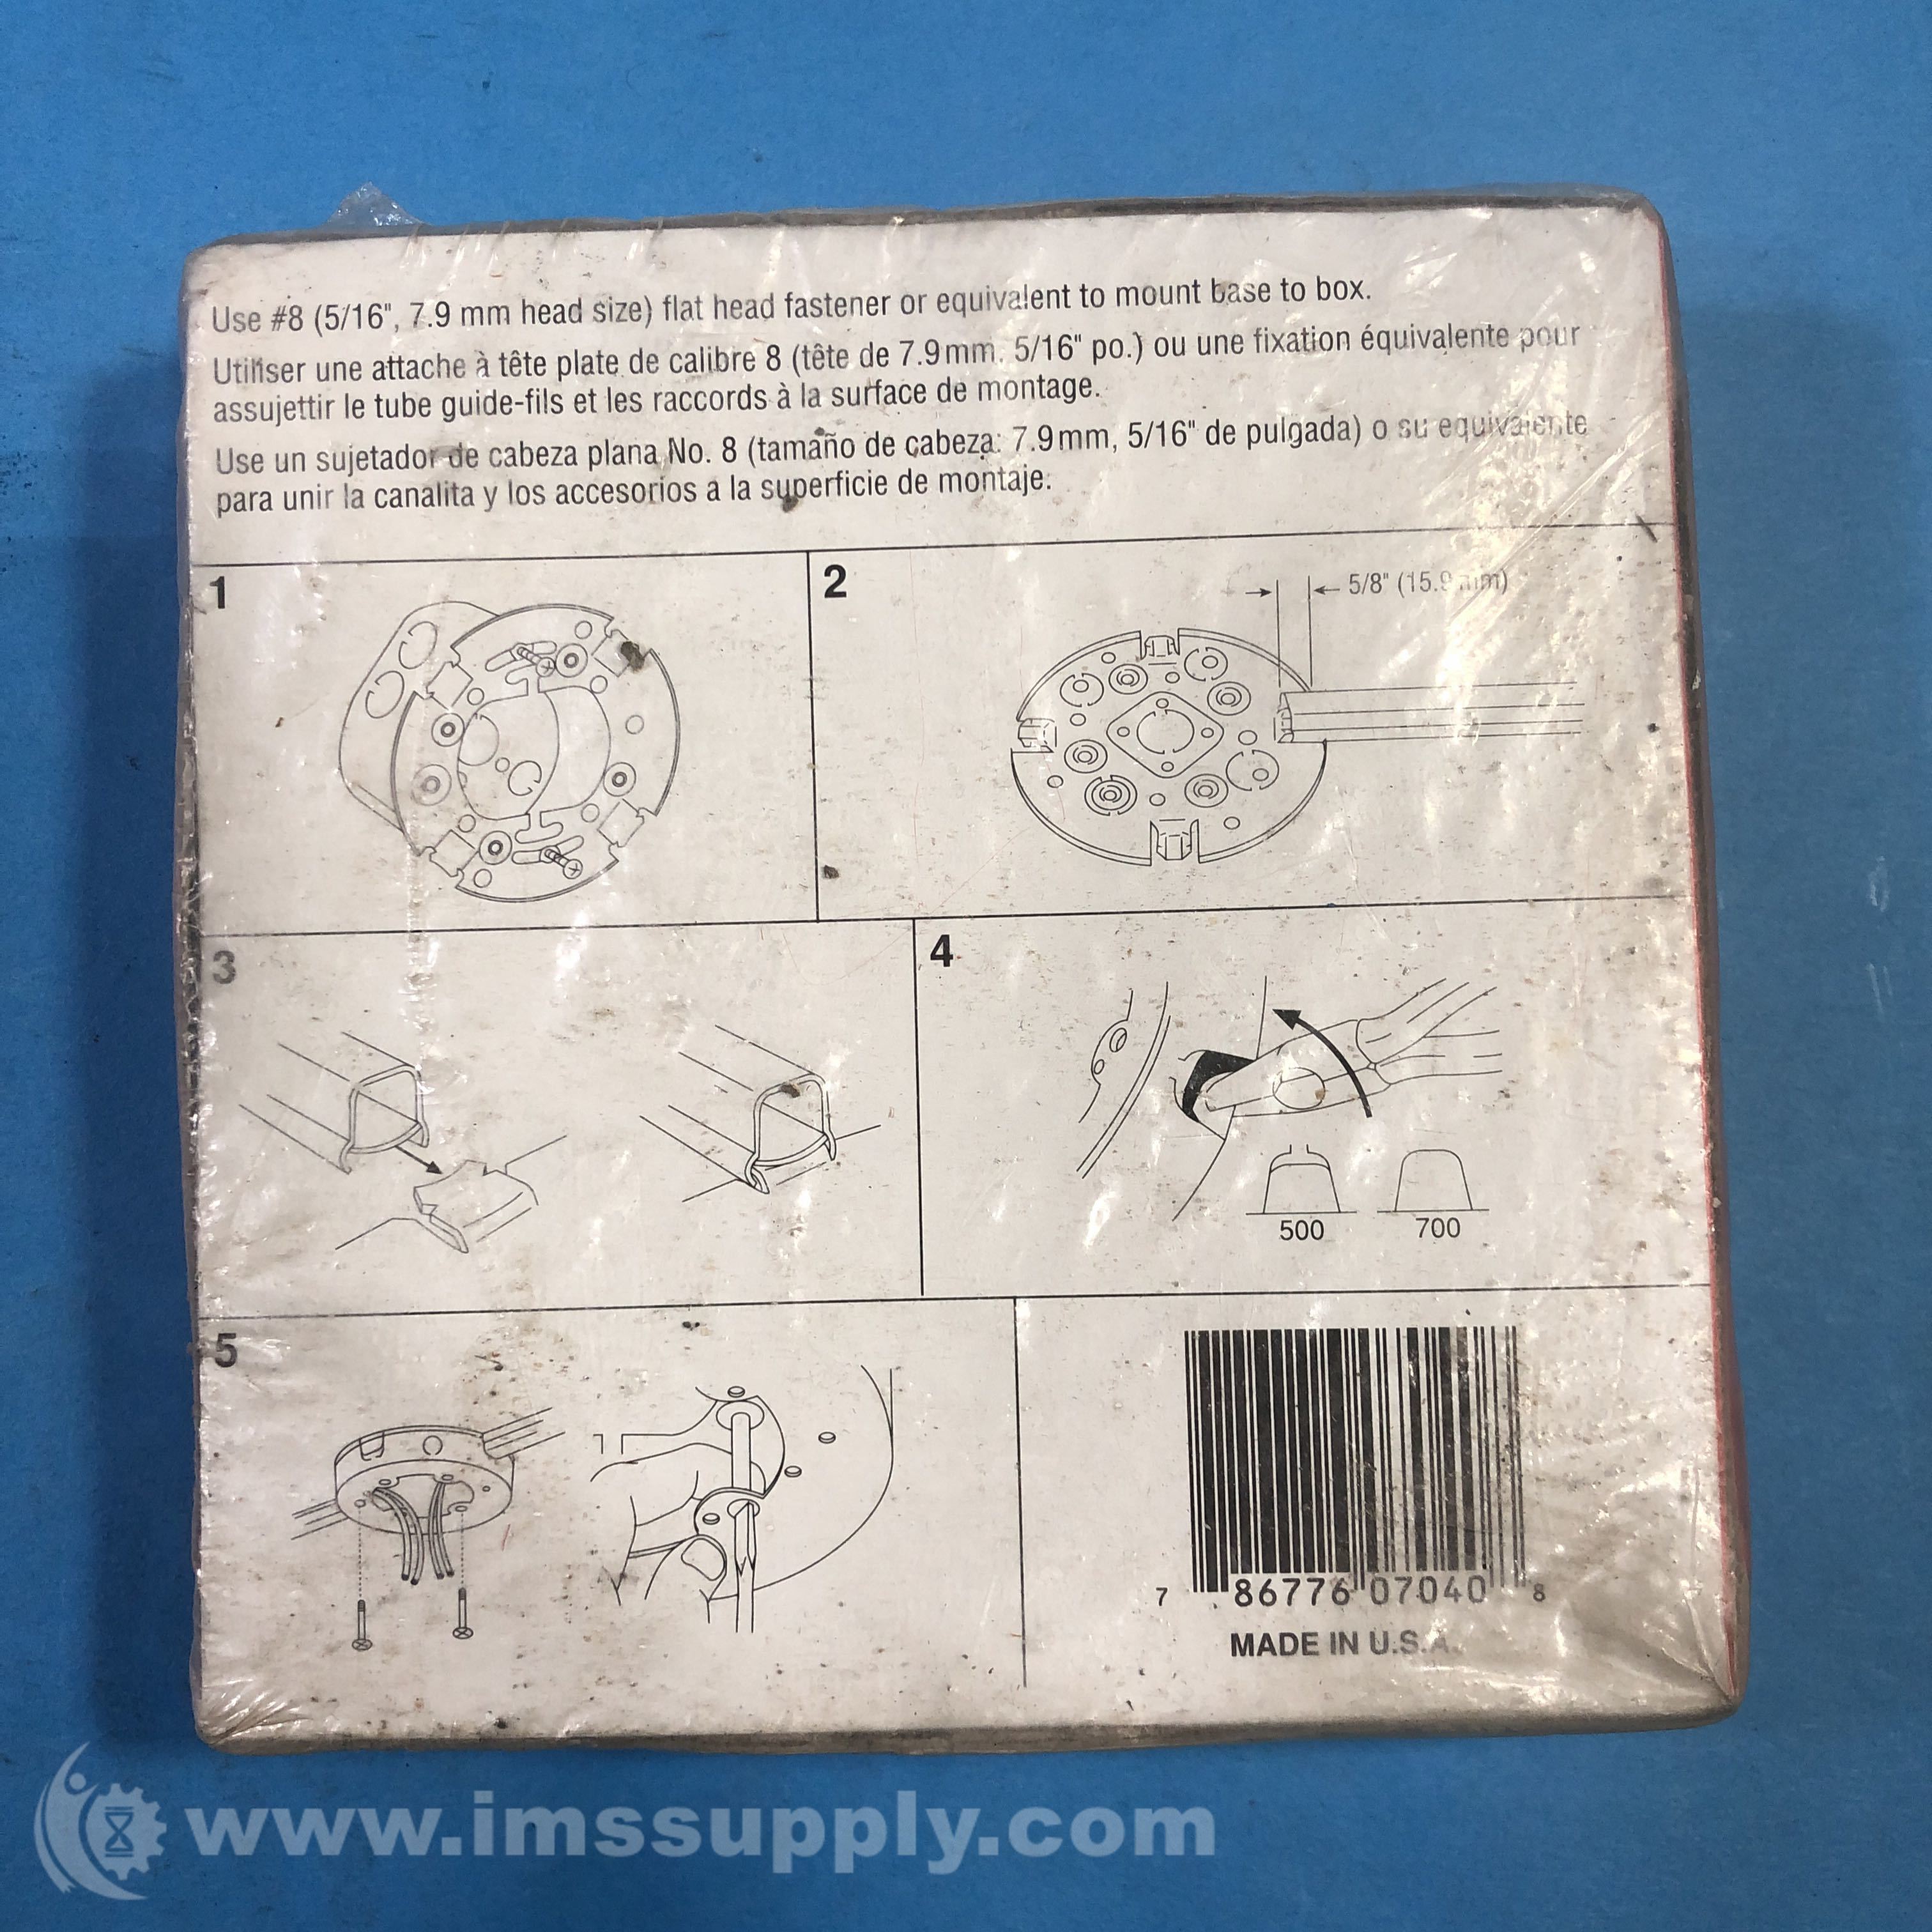 Use #8 (5/16", 7.9 mm head size) flat head fastener or equivalent to mount base to box.
Utiliser une attache à tête plate de calibre 8 (tête de 7.9mm. 5/16" po.) ou une fixation équivalente pour
assujettir le tube guide-fils et les raccords à la surface de montage.
Use un sujetador de cabeza plana No. 8 (tamaño de cabeza: 7.9mm, 5/16" de pulgada) o su equivalente
para unir la canalita y los accesorios a la superficie de montaje.
1
2
5/8" (15.9 mm)
3
4
500
700
5
7 86776 07040 8
MADE IN U.S.A.
www.imssupply.com